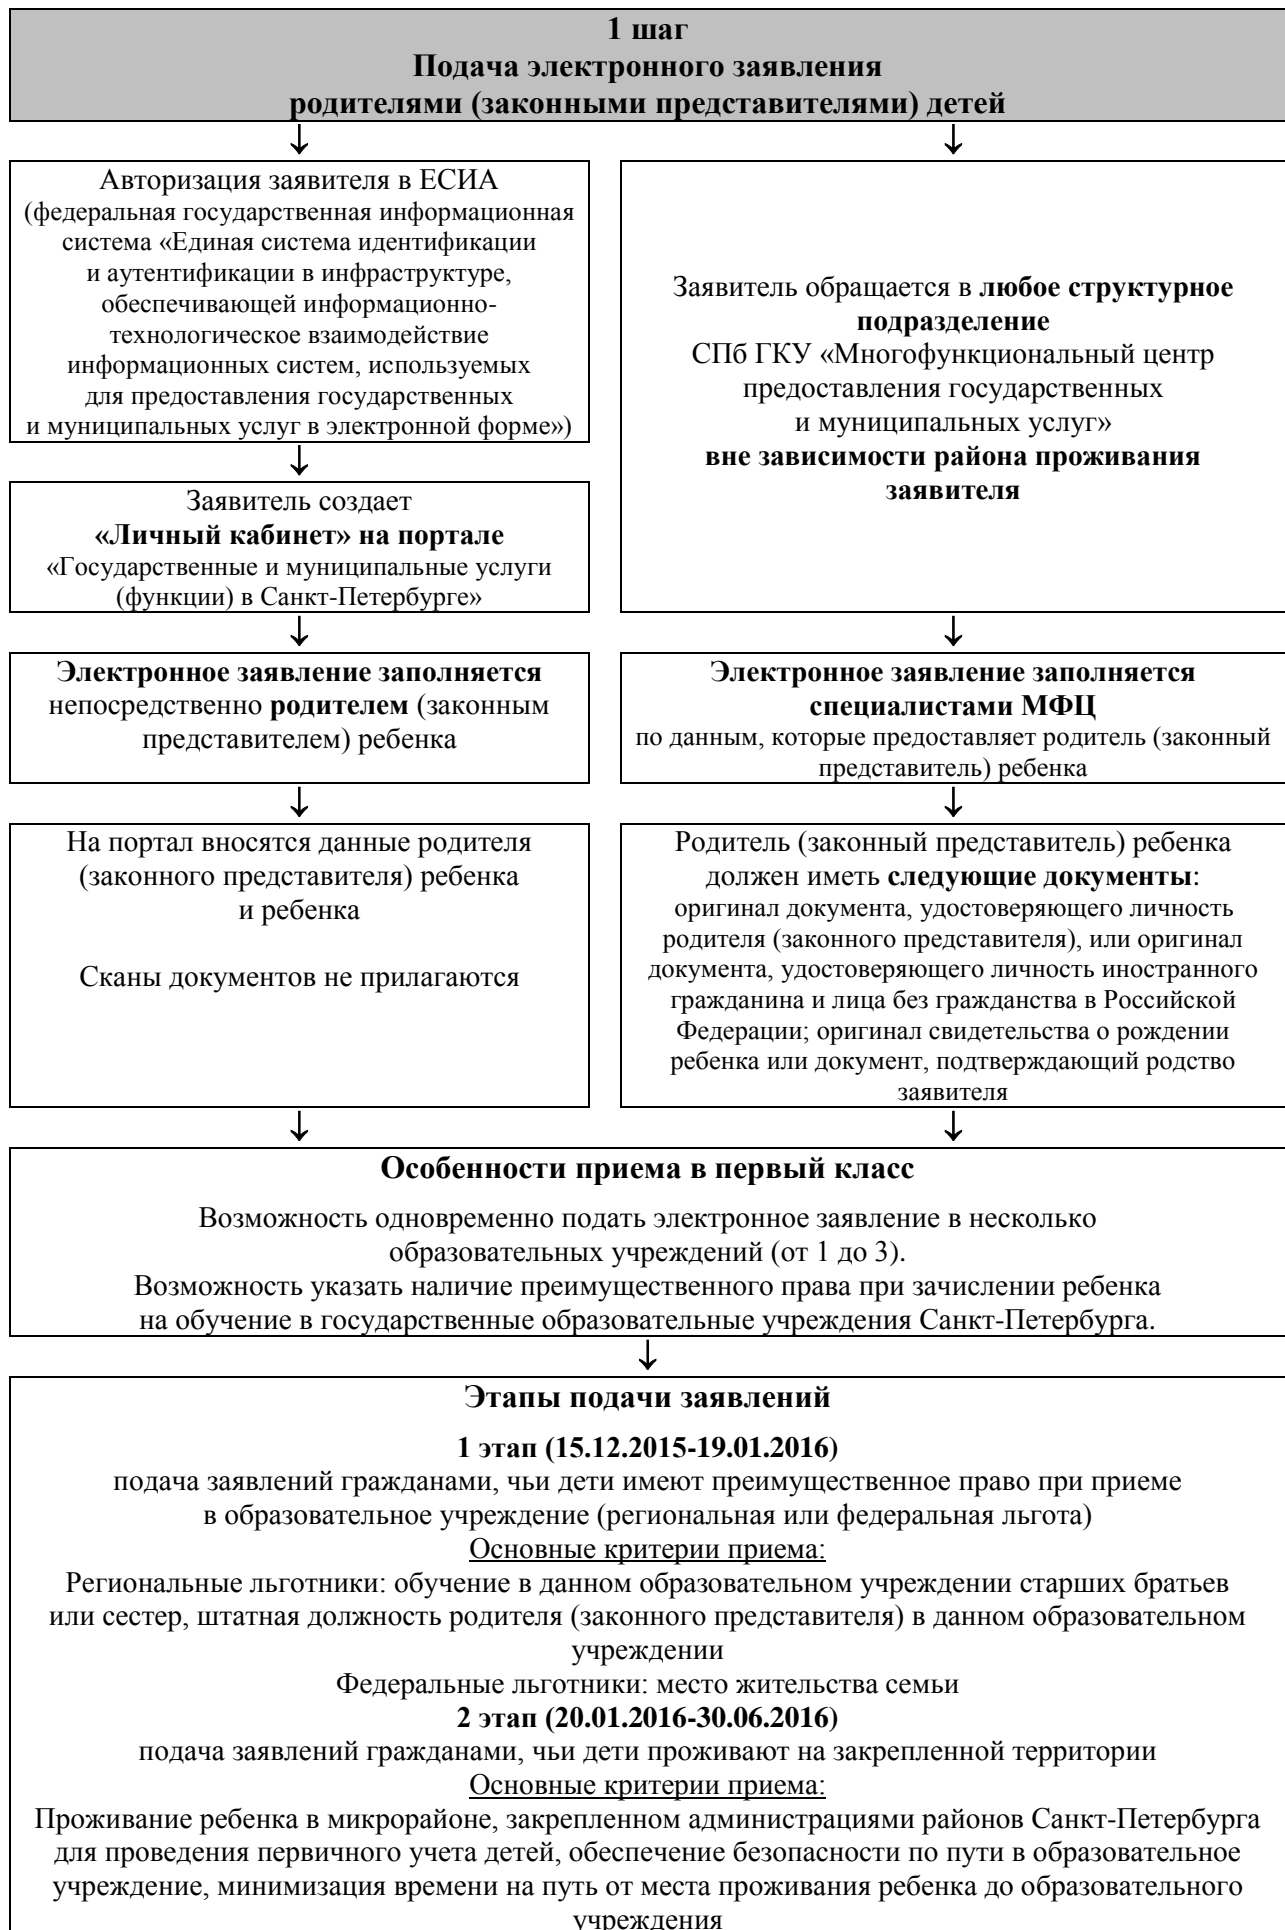 1 шаг
Подача электронного заявления
родителями (законными представителями) детей
↓
↓
Авторизация заявителя в ЕСИА
(федеральная государственная информационная
система «Единая система идентификации
и аутентификации в инфраструктуре,
обеспечивающей информационно-
технологическое взаимодействие
информационных систем, используемых
для предоставления государственных
и муниципальных услуг в электронной форме»)
↓
Заявитель создает
«Личный кабинет» на портале
«Государственные и муниципальные услуги
(функции) в Санкт-Петербурге»
↓
Электронное заявление заполняется
непосредственно родителем (законным
представителем) ребенка
↓
На портал вносятся данные родителя
(законного представителя) ребенка
и ребенка
Сканы документов не прилагаются
↓
Заявитель обращается в любое структурное
подразделение
СПб ГКУ «Многофункциональный центр
предоставления государственных
и муниципальных услуг»
вне зависимости района проживания
заявителя
↓
Электронное заявление заполняется
специалистами МФЦ
по данным, которые предоставляет родитель (законный
представитель) ребенка
↓
Родитель (законный представитель) ребенка
должен иметь следующие документы:
оригинал документа, удостоверяющего личность
родителя (законного представителя), или оригинал
документа, удостоверяющего личность иностранного
гражданина и лица без гражданства в Российской
Федерации; оригинал свидетельства о рождении
ребенка или документ, подтверждающий родство
заявителя
↓
Особенности приема в первый класс
Возможность одновременно подать электронное заявление в несколько
образовательных учреждений (от 1 до 3).
Возможность указать наличие преимущественного права при зачислении ребенка
на обучение в государственные образовательные учреждения Санкт-Петербурга.
↓
Этапы подачи заявлений
1 этап (15.12.2015-19.01.2016)
подача заявлений гражданами, чьи дети имеют преимущественное право при приеме
в образовательное учреждение (региональная или федеральная льгота)
Основные критерии приема:
Региональные льготники: обучение в данном образовательном учреждении старших братьев
или сестер, штатная должность родителя (законного представителя) в данном образовательном
учреждении
Федеральные льготники: место жительства семьи
2 этап (20.01.2016-30.06.2016)
подача заявлений гражданами, чьи дети проживают на закрепленной территории
Основные критерии приема:
Проживание ребенка в микрорайоне, закрепленном администрациями районов Санкт-Петербурга
для проведения первичного учета детей, обеспечение безопасности по пути в образовательное
учреждение, минимизация времени на путь от места проживания ребенка до образовательного
учреждения